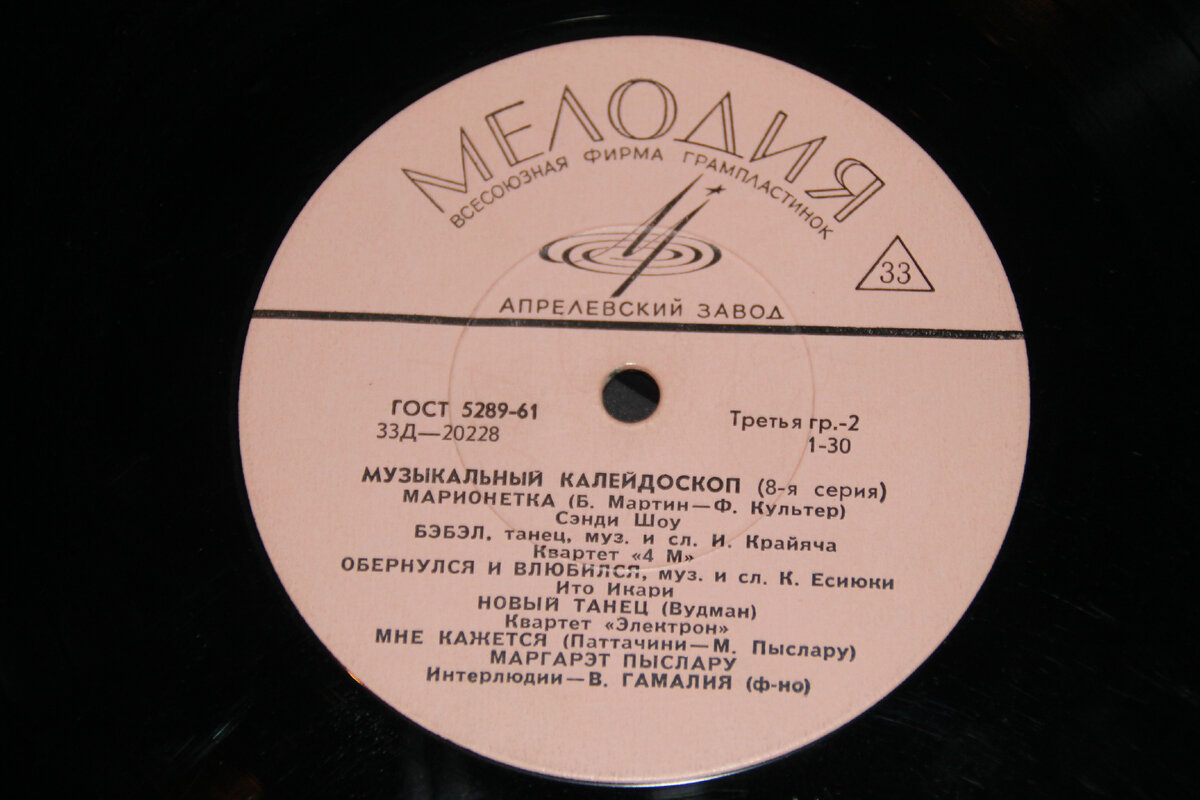 МЕЛОДИЯ
ВСЕСОЮЗНАЯ ФИРМА ГРАМПЛАСТИНОК
33
АПРЕЛЕВСКИЙ ЗАВОД
ГОСТ 5289-61
Третья гр.-2
33Д—20228
1-30
МУЗЫКАЛЬНЫЙ КАЛЕЙДОСКОП (8-я серия)
МАРИОНЕТКА (Б. Мартин—Ф. Культер)
Сэнди Шоу
БЭБЭЛ, танец, муз. и сл. И. Крайяча
Квартет «4 М»
ОБЕРНУЛСЯ И ВЛЮБИЛСЯ, муз. и сл. К. Есиюки
Ито Икари
НОВЫЙ ТАНЕЦ (Вудман)
Квартет «Электрон»
МНЕ КАЖЕТСЯ (Паттачини—М. Пыслару)
МАРГАРЭТ ПЫСЛАРУ
Интерлюдии—В. ГАМАЛИЯ (ф-но)